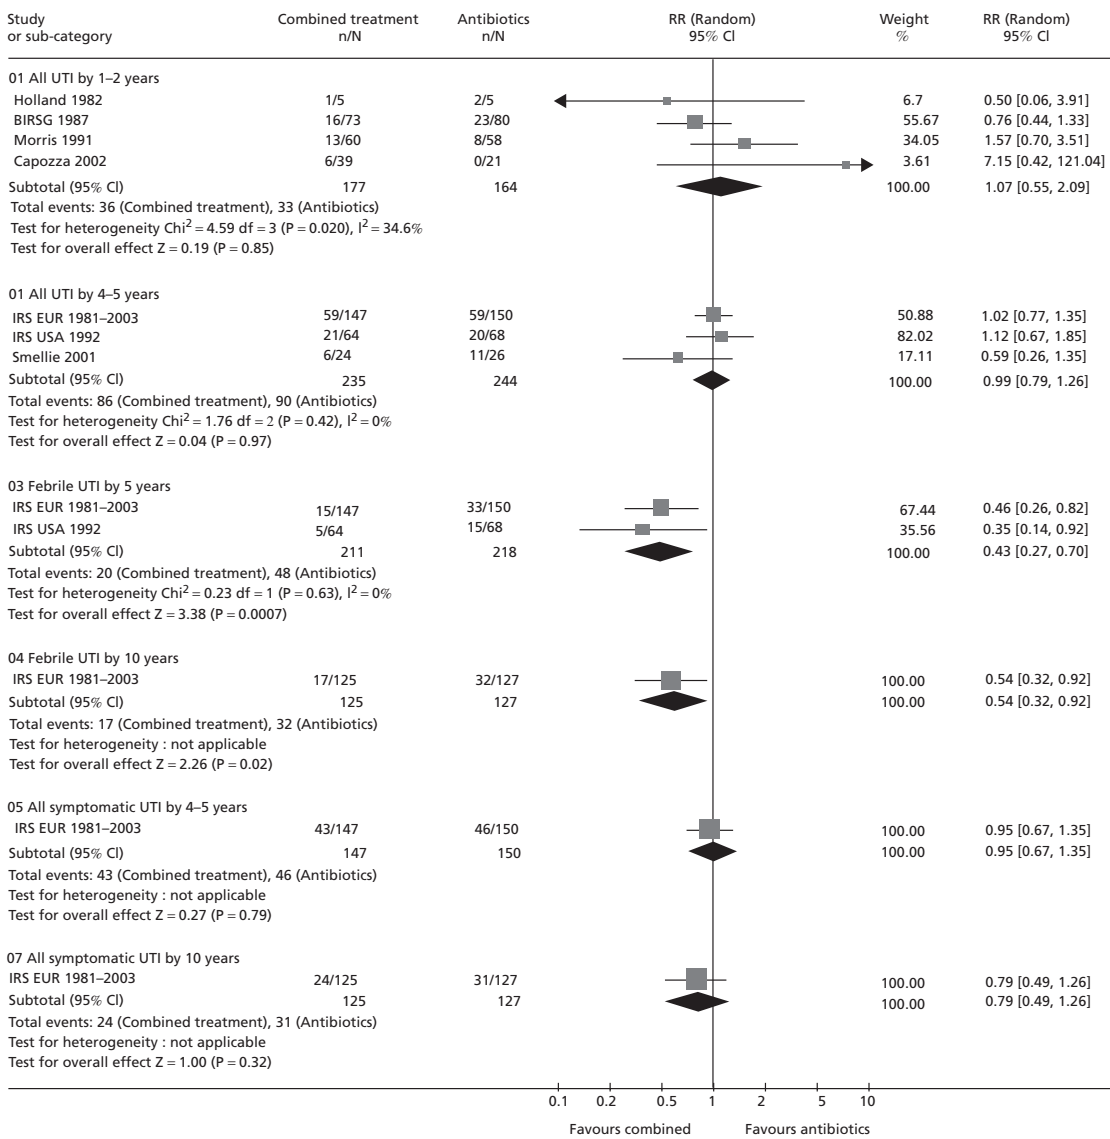 Study Combined treatment Antibiotics RR (Random) Weight RR (Random)
or sub-category n/N n/N 95% CI % 95% CI
01 All UTI by 1–2 years
Holland 1982 1/5 2/5 6.7 0.50 [0.06, 3.91]
BIRSG 1987 16/73 23/80 55.67 0.76 [0.44, 1.33]
Morris 1991 13/60 8/58 34.05 1.57 [0.70, 3.51]
Capozza 2002 6/39 0/21 3.61 7.15 [0.42, 121.04]
Subtotal (95% CI) 177 164 100.00 1.07 [0.55, 2.09]
Total events: 36 (Combined treatment), 33 (Antibiotics)
Test for heterogeneity Chi² = 4.59 df = 3 (P = 0.020), I² = 34.6%
Test for overall effect Z = 0.19 (P = 0.85)
01 All UTI by 4–5 years
IRS EUR 1981–2003 59/147 59/150 50.88 1.02 [0.77, 1.35]
IRS USA 1992 21/64 20/68 82.02 1.12 [0.67, 1.85]
Smellie 2001 6/24 11/26 17.11 0.59 [0.26, 1.35]
Subtotal (95% CI) 235 244 100.00 0.99 [0.79, 1.26]
Total events: 86 (Combined treatment), 90 (Antibiotics)
Test for heterogeneity Chi² = 1.76 df = 2 (P = 0.42), I² = 0%
Test for overall effect Z = 0.04 (P = 0.97)
03 Febrile UTI by 5 years
IRS EUR 1981–2003 15/147 33/150 67.44 0.46 [0.26, 0.82]
IRS USA 1992 5/64 15/68 35.56 0.35 [0.14, 0.92]
Subtotal (95% CI) 211 218 100.00 0.43 [0.27, 0.70]
Total events: 20 (Combined treatment), 48 (Antibiotics)
Test for heterogeneity Chi² = 0.23 df = 1 (P = 0.63), I² = 0%
Test for overall effect Z = 3.38 (P = 0.0007)
04 Febrile UTI by 10 years
IRS EUR 1981–2003 17/125 32/127 100.00 0.54 [0.32, 0.92]
Subtotal (95% CI) 125 127 100.00 0.54 [0.32, 0.92]
Total events: 17 (Combined treatment), 32 (Antibiotics)
Test for heterogeneity : not applicable
Test for overall effect Z = 2.26 (P = 0.02)
05 All symptomatic UTI by 4–5 years
IRS EUR 1981–2003 43/147 46/150 100.00 0.95 [0.67, 1.35]
Subtotal (95% CI) 147 150 100.00 0.95 [0.67, 1.35]
Total events: 43 (Combined treatment), 46 (Antibiotics)
Test for heterogeneity : not applicable
Test for overall effect Z = 0.27 (P = 0.79)
07 All symptomatic UTI by 10 years
IRS EUR 1981–2003 24/125 31/127 100.00 0.79 [0.49, 1.26]
Subtotal (95% CI) 125 127 100.00 0.79 [0.49, 1.26]
Total events: 24 (Combined treatment), 31 (Antibiotics)
Test for heterogeneity : not applicable
Test for overall effect Z = 1.00 (P = 0.32)
0.1 0.2 0.5 1 2 5 10
Favours combined Favours antibiotics